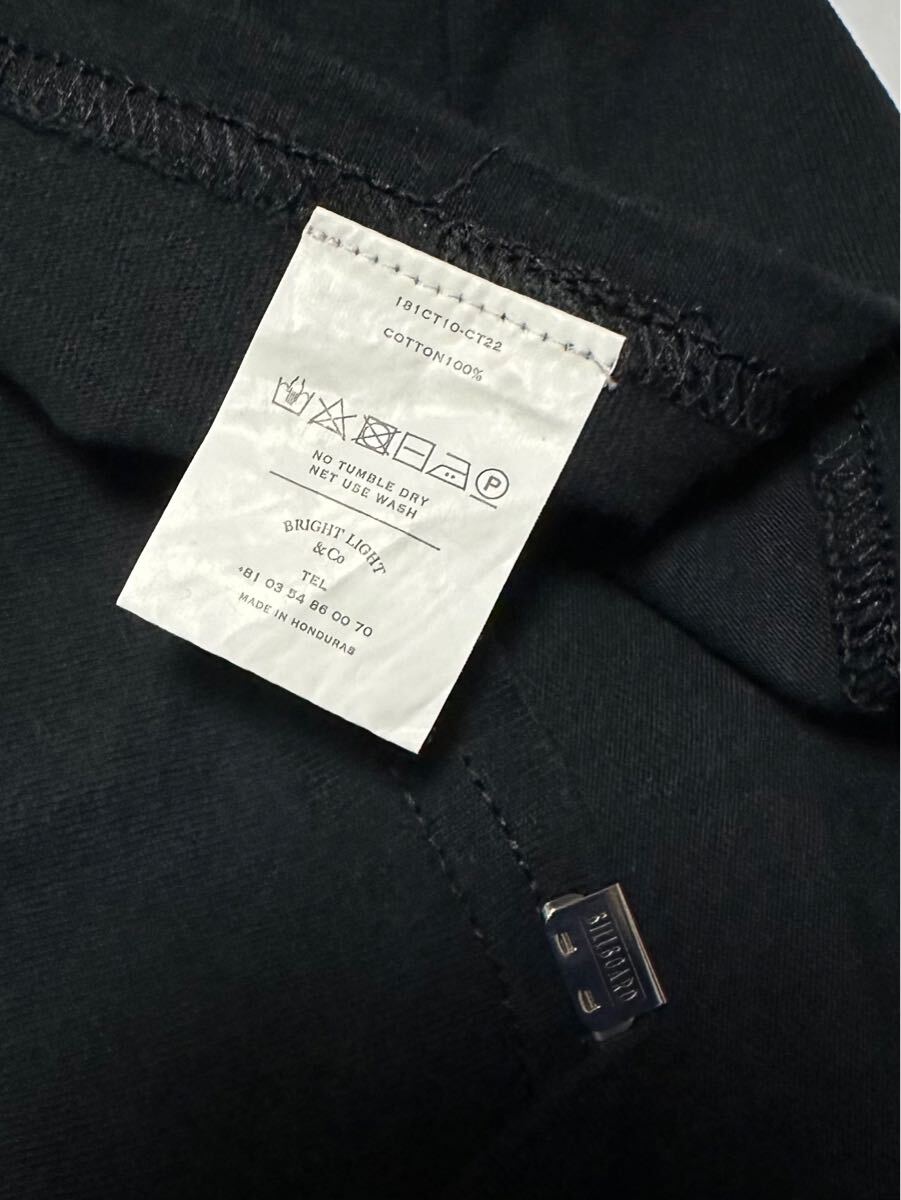 181CT10-CT22
COTTON100%
P
NO TUMBLE DRY
NET USE WASH
BRIGHT LIGHT
&Co
TEL
+81 03 54 86 00 70
MADE IN HONDURAS
BILLBOARD